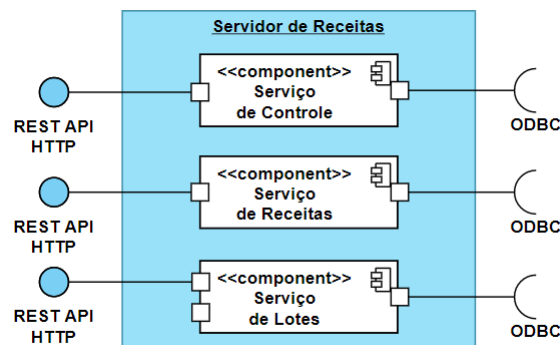 Servidor de Receitas
<<component>>
Serviço
de Controle
REST API
HTTP
ODBC
<<component>>
Serviço
de Receitas
REST API
HTTP
ODBC
<<component>>
Serviço
de Lotes
REST API
HTTP
ODBC